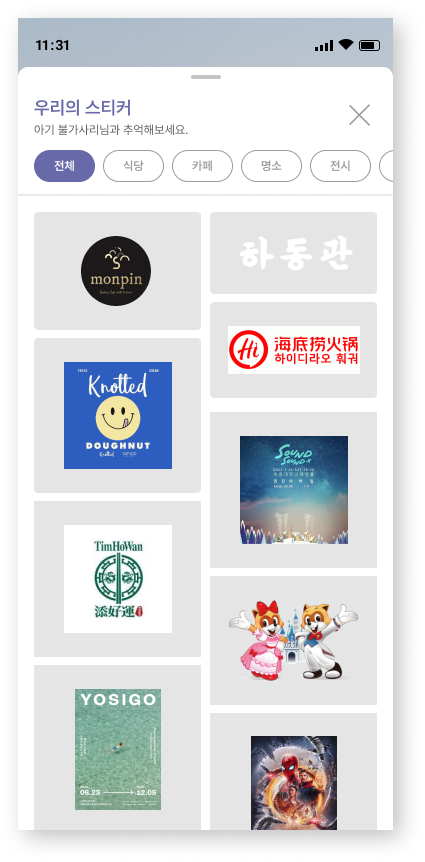 11:31
우리의 스티커
아기 불가사리님과 추억해보세요.
전체
식당
카페
명소
전시
monpin
하동관
Hi 海底捞火锅
하이디라오 훠궈
Knotted
DOUGHNUT
Knotted
SOUND
SOUND
TimHoWan
添好運
YOSIGO
06.23
12.05